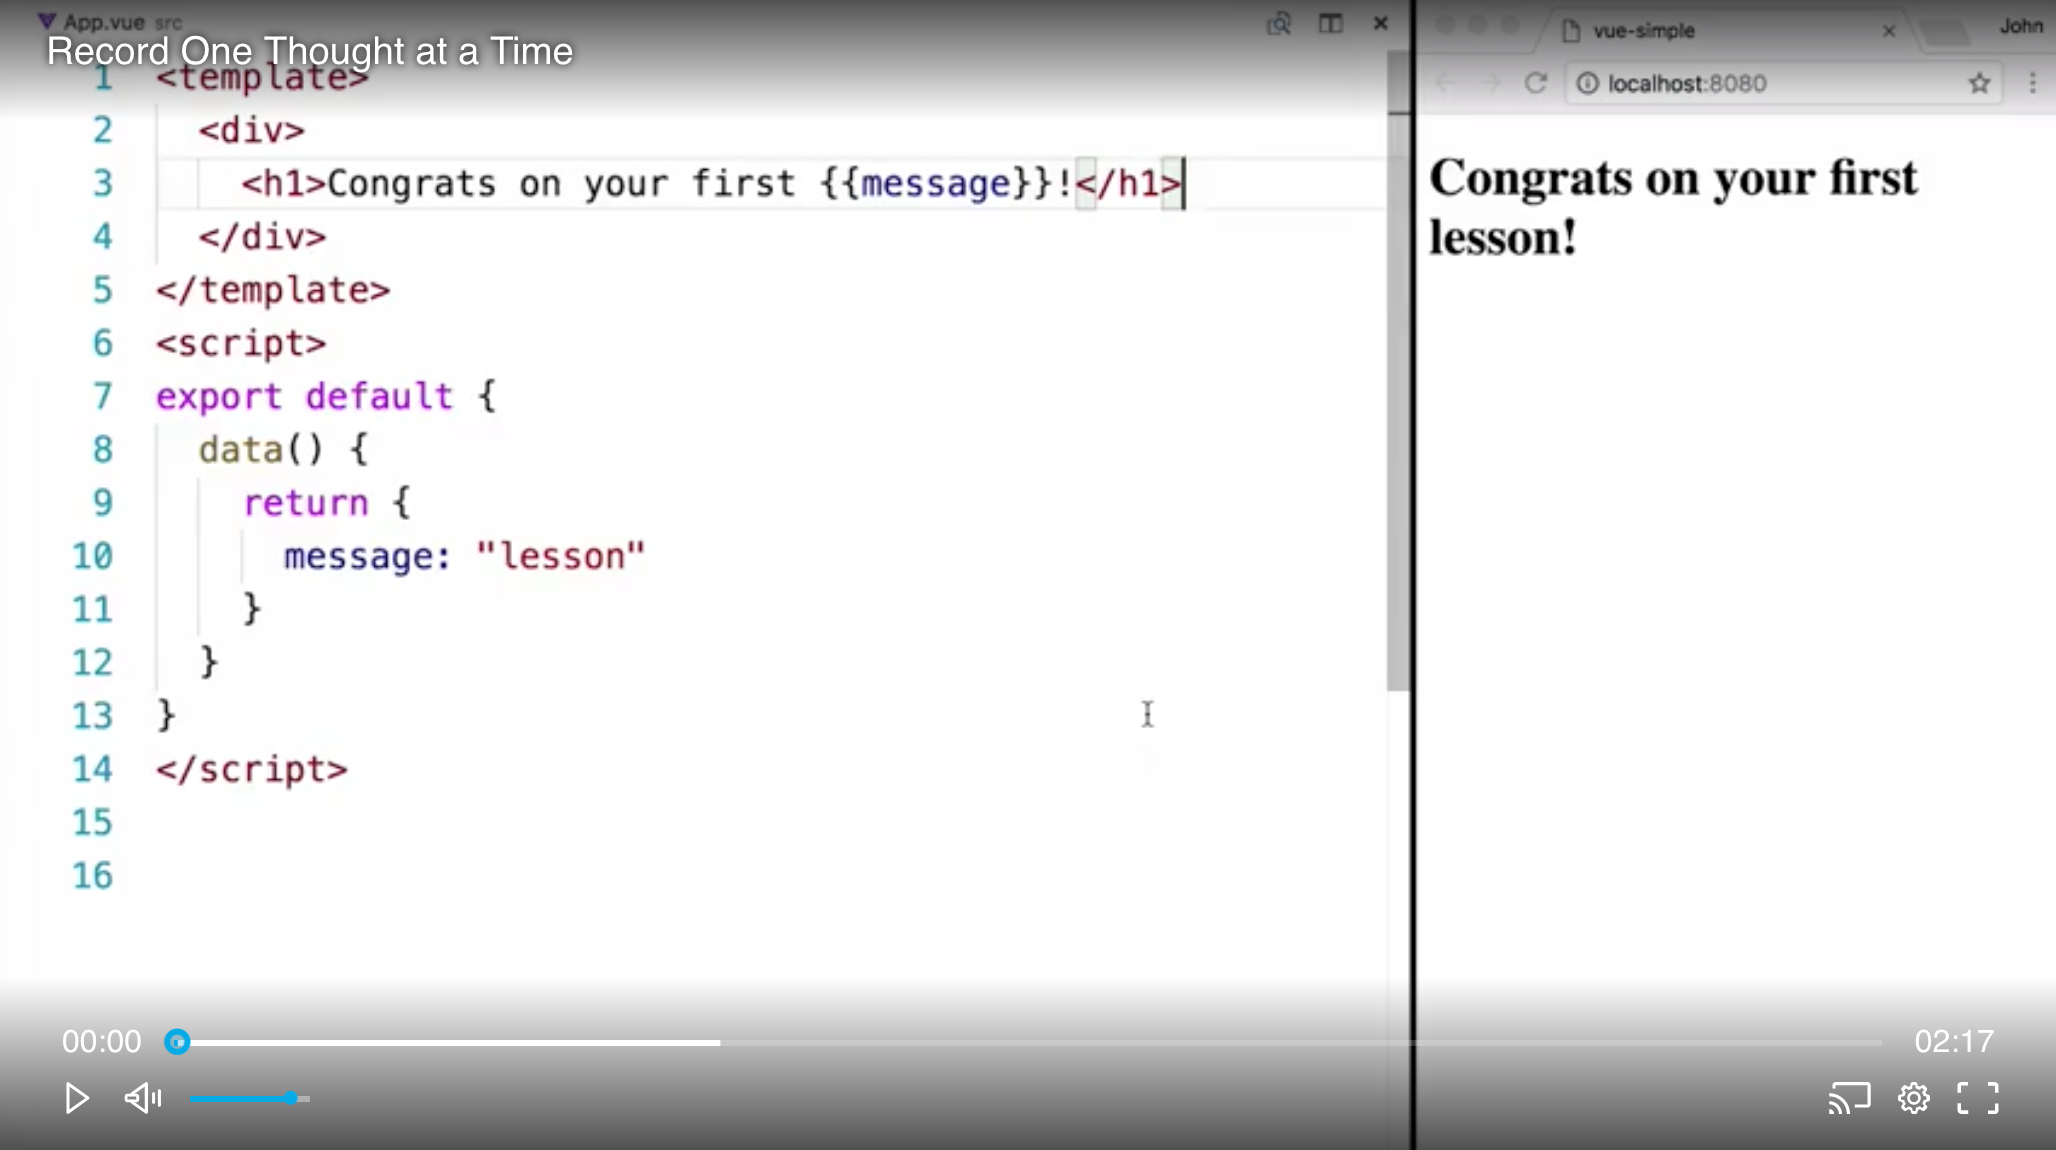 App.vue src
Record One Thought at a Time
1 <template>
2 <div>
3 <h1>Congrats on your first {{message}}!</h1>
4 </div>
5 </template>
6 <script>
7 export default {
8 data() {
9 return {
10 message: "lesson"
11 }
12 }
13 }
14 </script>
15
16
vue-simple
John
localhost:8080
Congrats on your first
lesson!
00:00
02:17